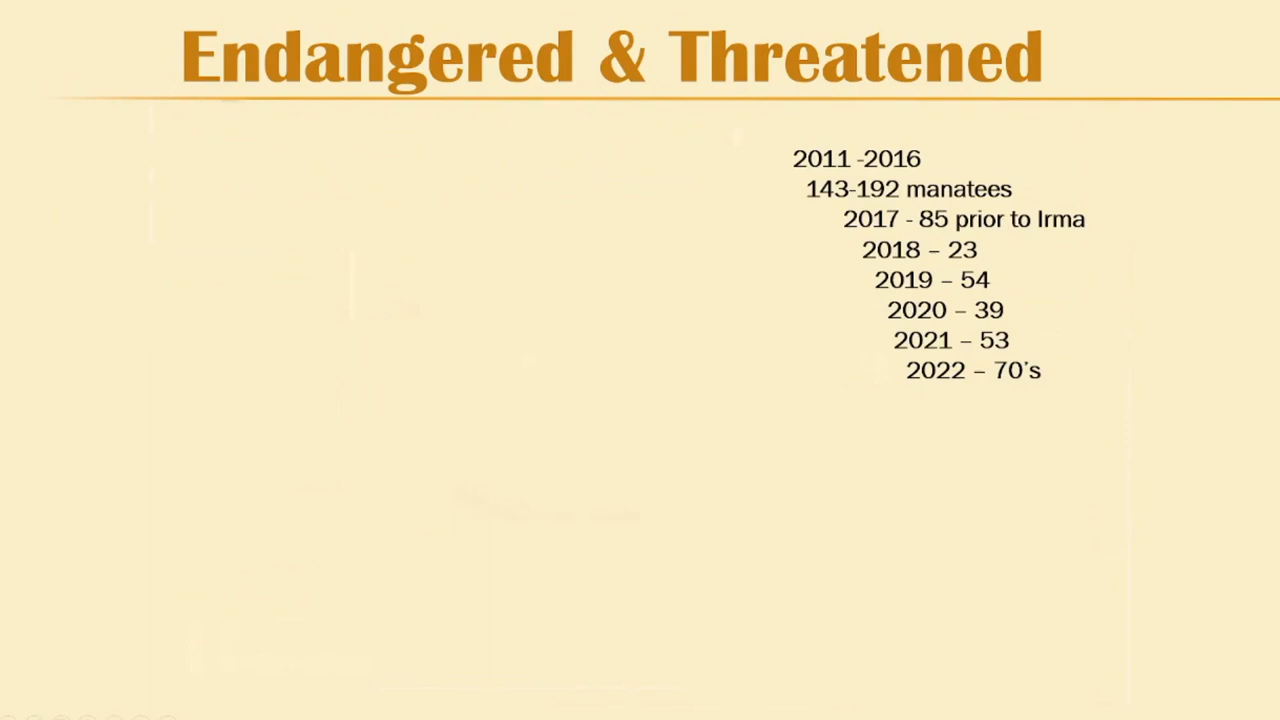 Endangered & Threatened
2011 -2016
143-192 manatees
2017 - 85 prior to Irma
2018 – 23
2019 – 54
2020 – 39
2021 – 53
2022 – 70’s